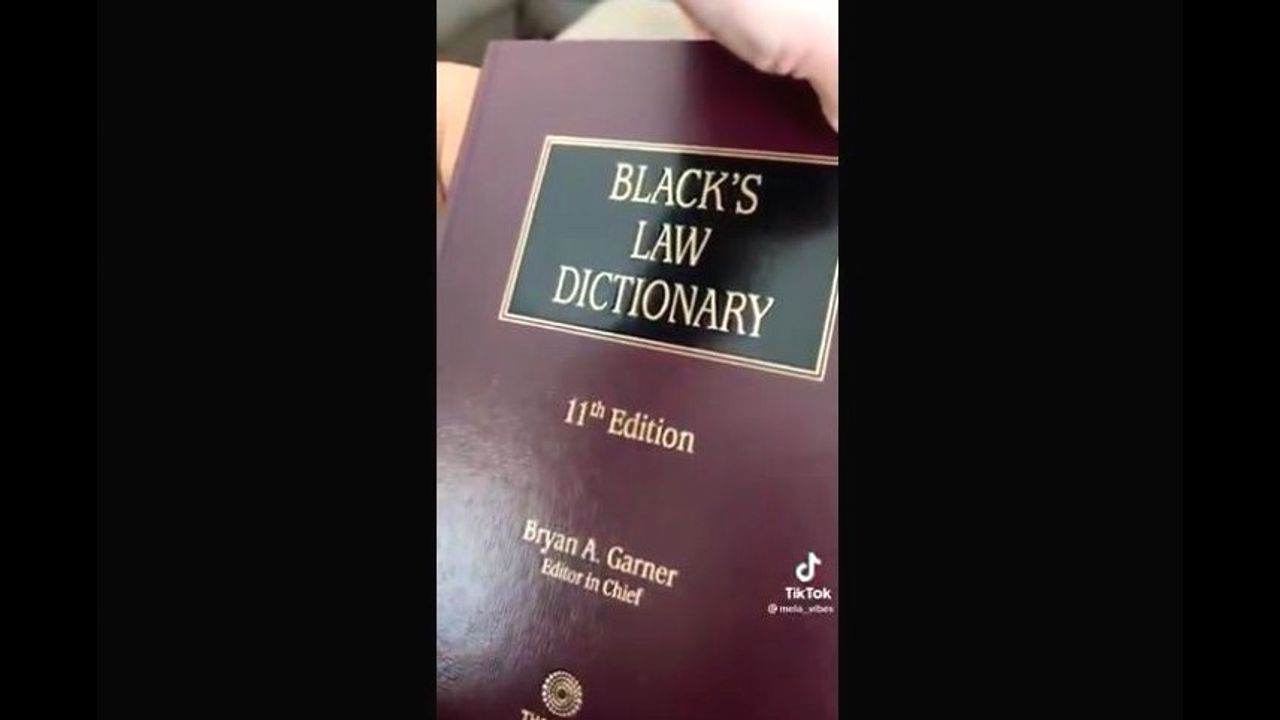 BLACK'S
LAW
DICTIONARY
11th Edition
Bryan A. Garner
Editor in Chief
TikTok
@mela_vibes